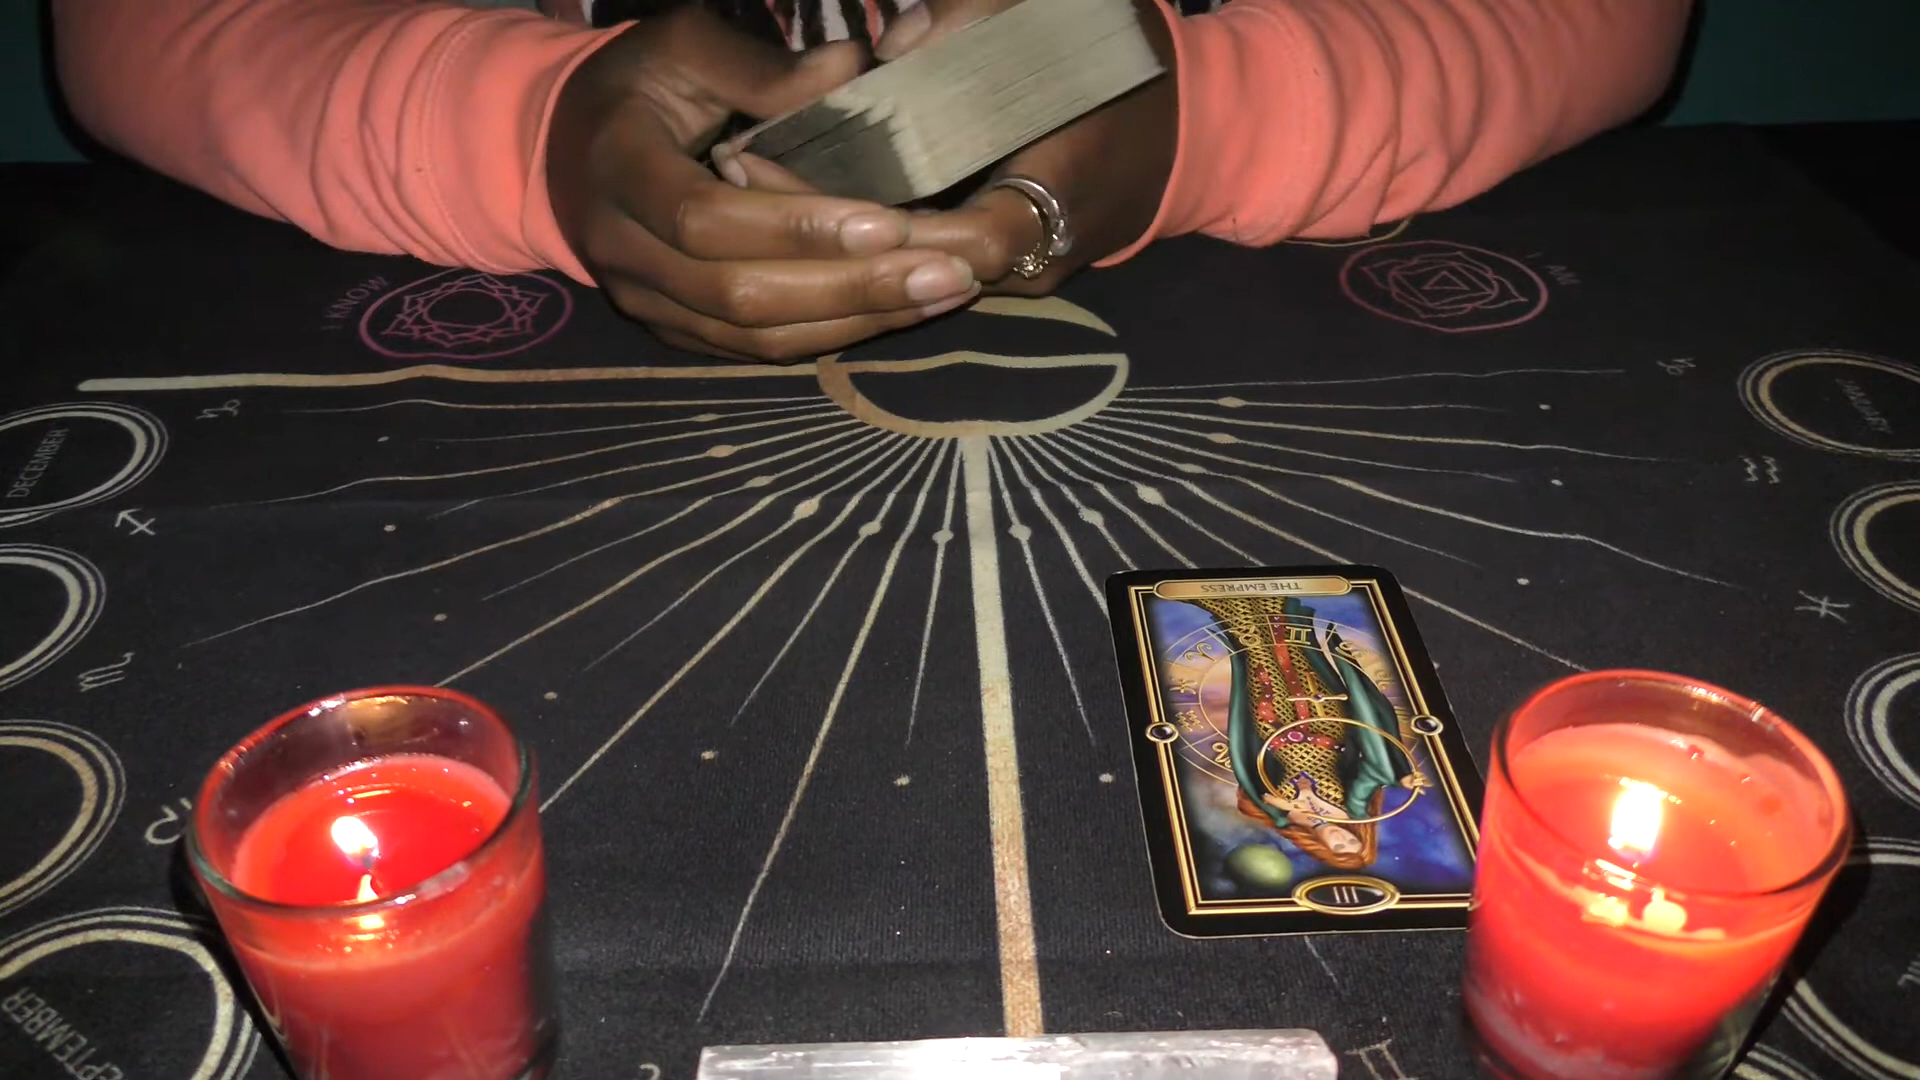 I KNOW
I AM
JANUARY
DECEMBER
THE EMPRESS
III
SEPTEMBER